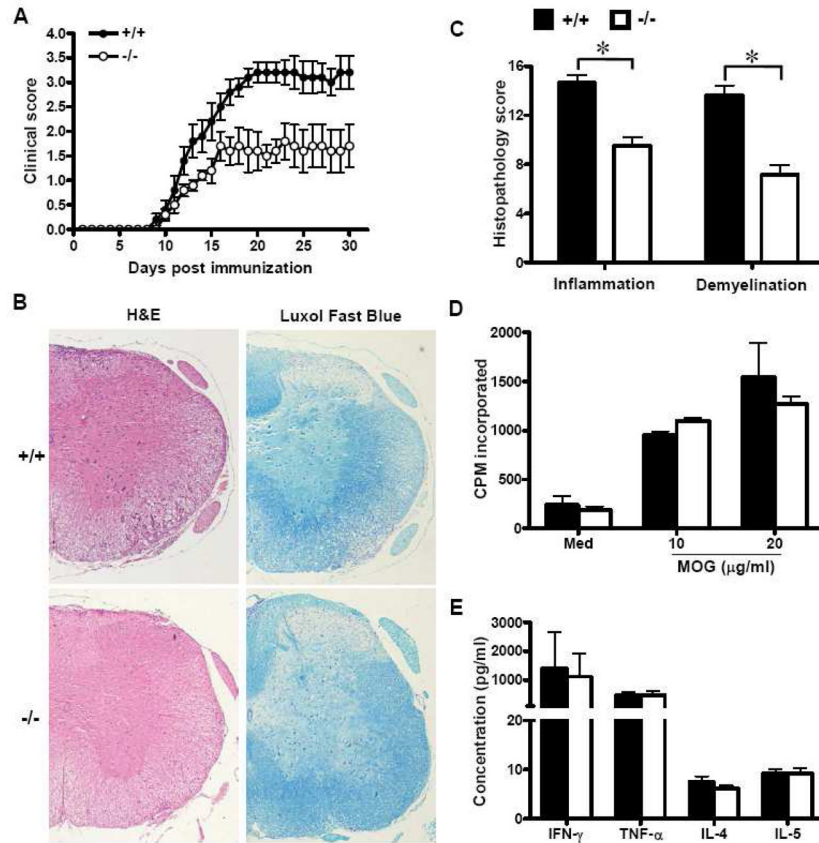 A
+/+
-/-
Clinical score
4.0
3.5
3.0
2.5
2.0
1.5
1.0
0.5
0.0
0 5 10 15 20 25 30
Days post immunization
B
H&E Luxol Fast Blue
+/+
-/-
+/+ -/-
C
Histopathology score
16
12
8
4
0
* *
Inflammation Demyelination
D
CPM incorporated
2000
1500
1000
500
0
Med 10 20
MOG (μg/ml)
E
Concentration (pg/ml)
3000
2000
1000
20
10
0
IFN-γ TNF-α IL-4 IL-5